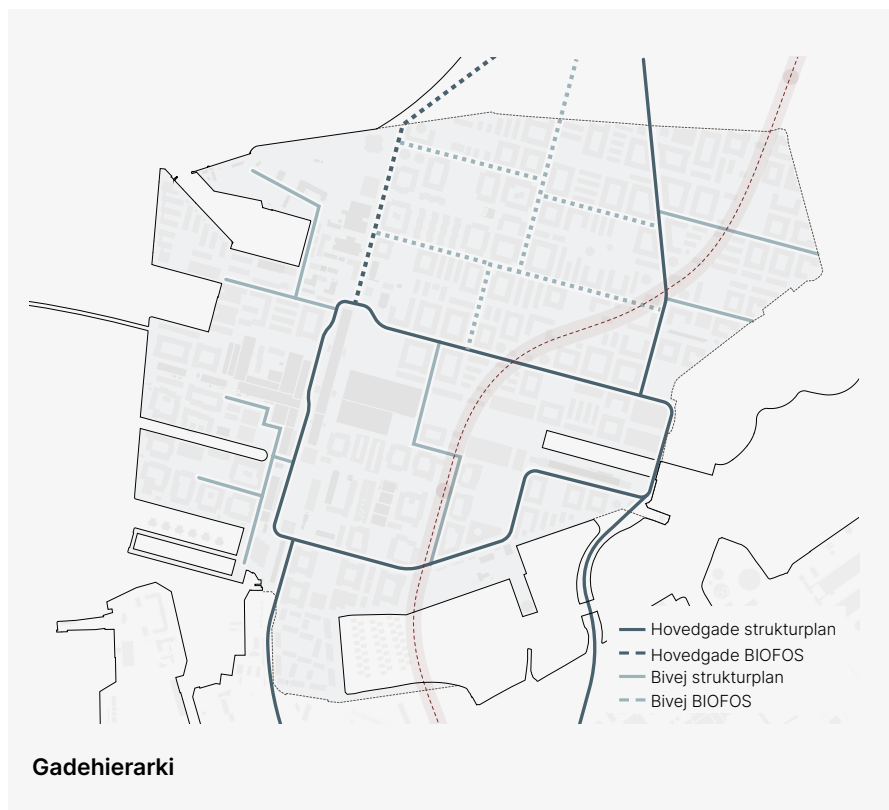 Hovedgade strukturplan
Hovedgade BIOFOS
Bivej strukturplan
Bivej BIOFOS
Gadehierarki